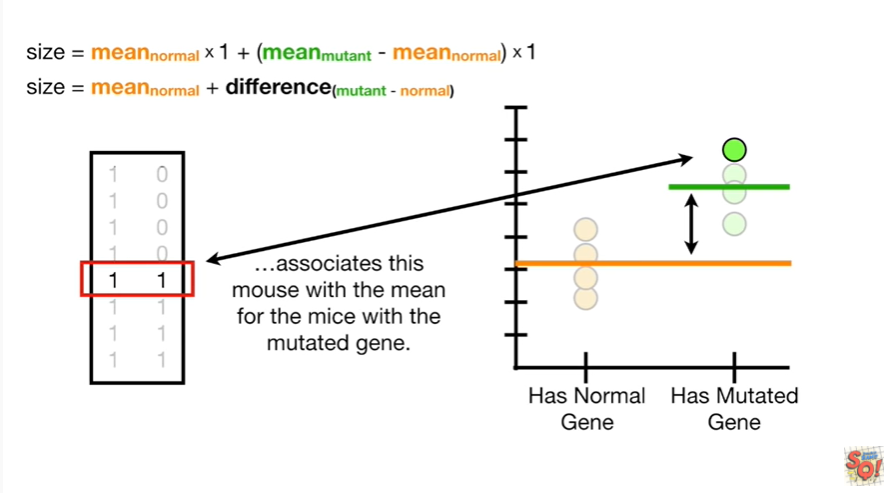 size = mean normal x 1 + (mean mutant - mean normal) x 1
size = mean normal + difference (mutant - normal)
1 0
1 0
1 0
1 0
1 1
1 1
1 1
1 1
...associates this
mouse with the mean
for the mice with the
mutated gene.
Has Normal
Gene
Has Mutated
Gene
SQ!